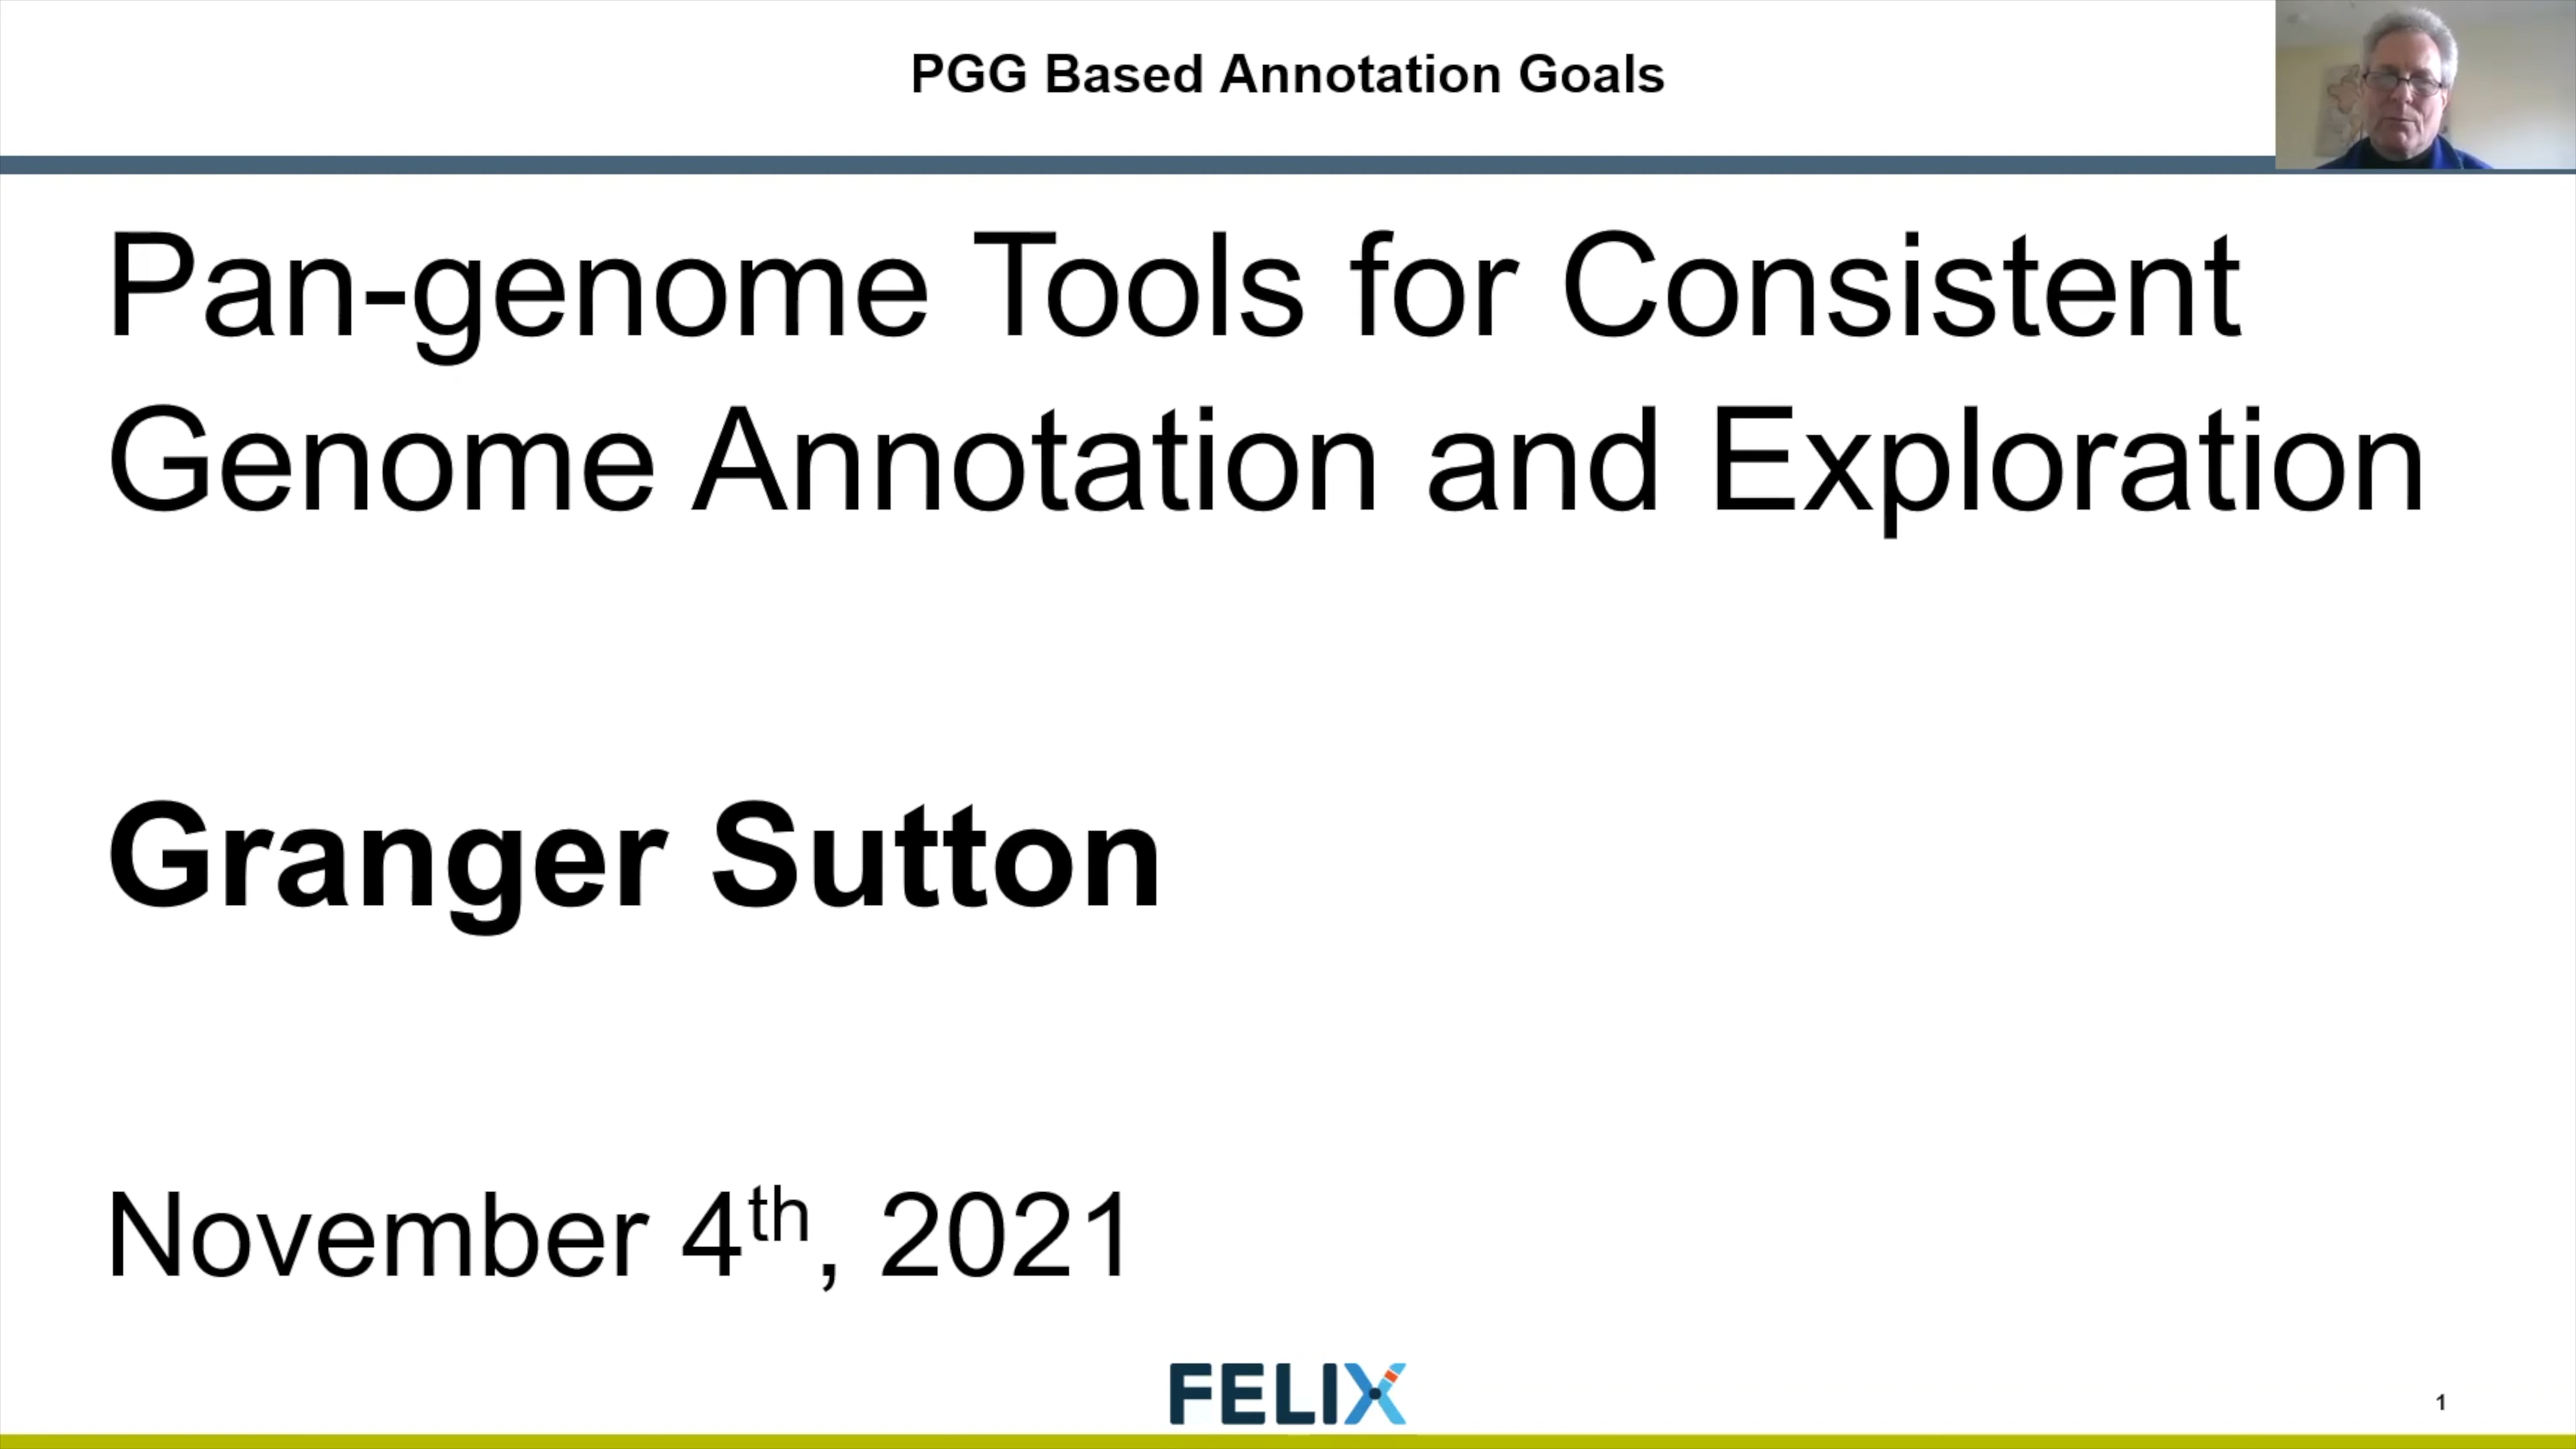 PGG Based Annotation Goals
Pan-genome Tools for Consistent
Genome Annotation and Exploration
Granger Sutton
November 4th, 2021
FELIX
1